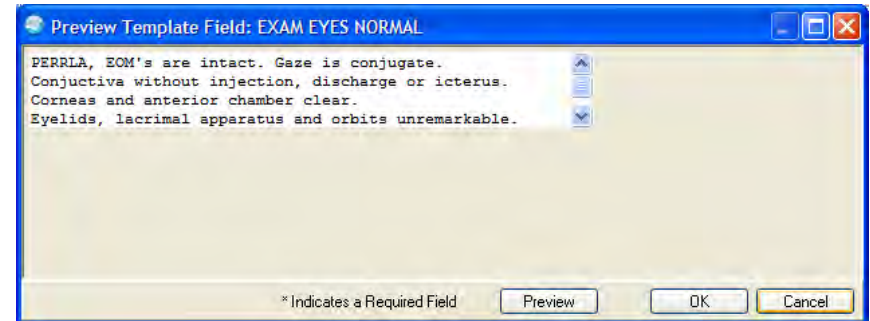 Preview Template Field: EXAM EYES NORMAL
PERRLA, EOM's are intact. Gaze is conjugate.
Conjuctiva without injection, discharge or icterus.
Corneas and anterior chamber clear.
Eyelids, lacrimal apparatus and orbits unremarkable.
* Indicates a Required Field Preview OK Cancel